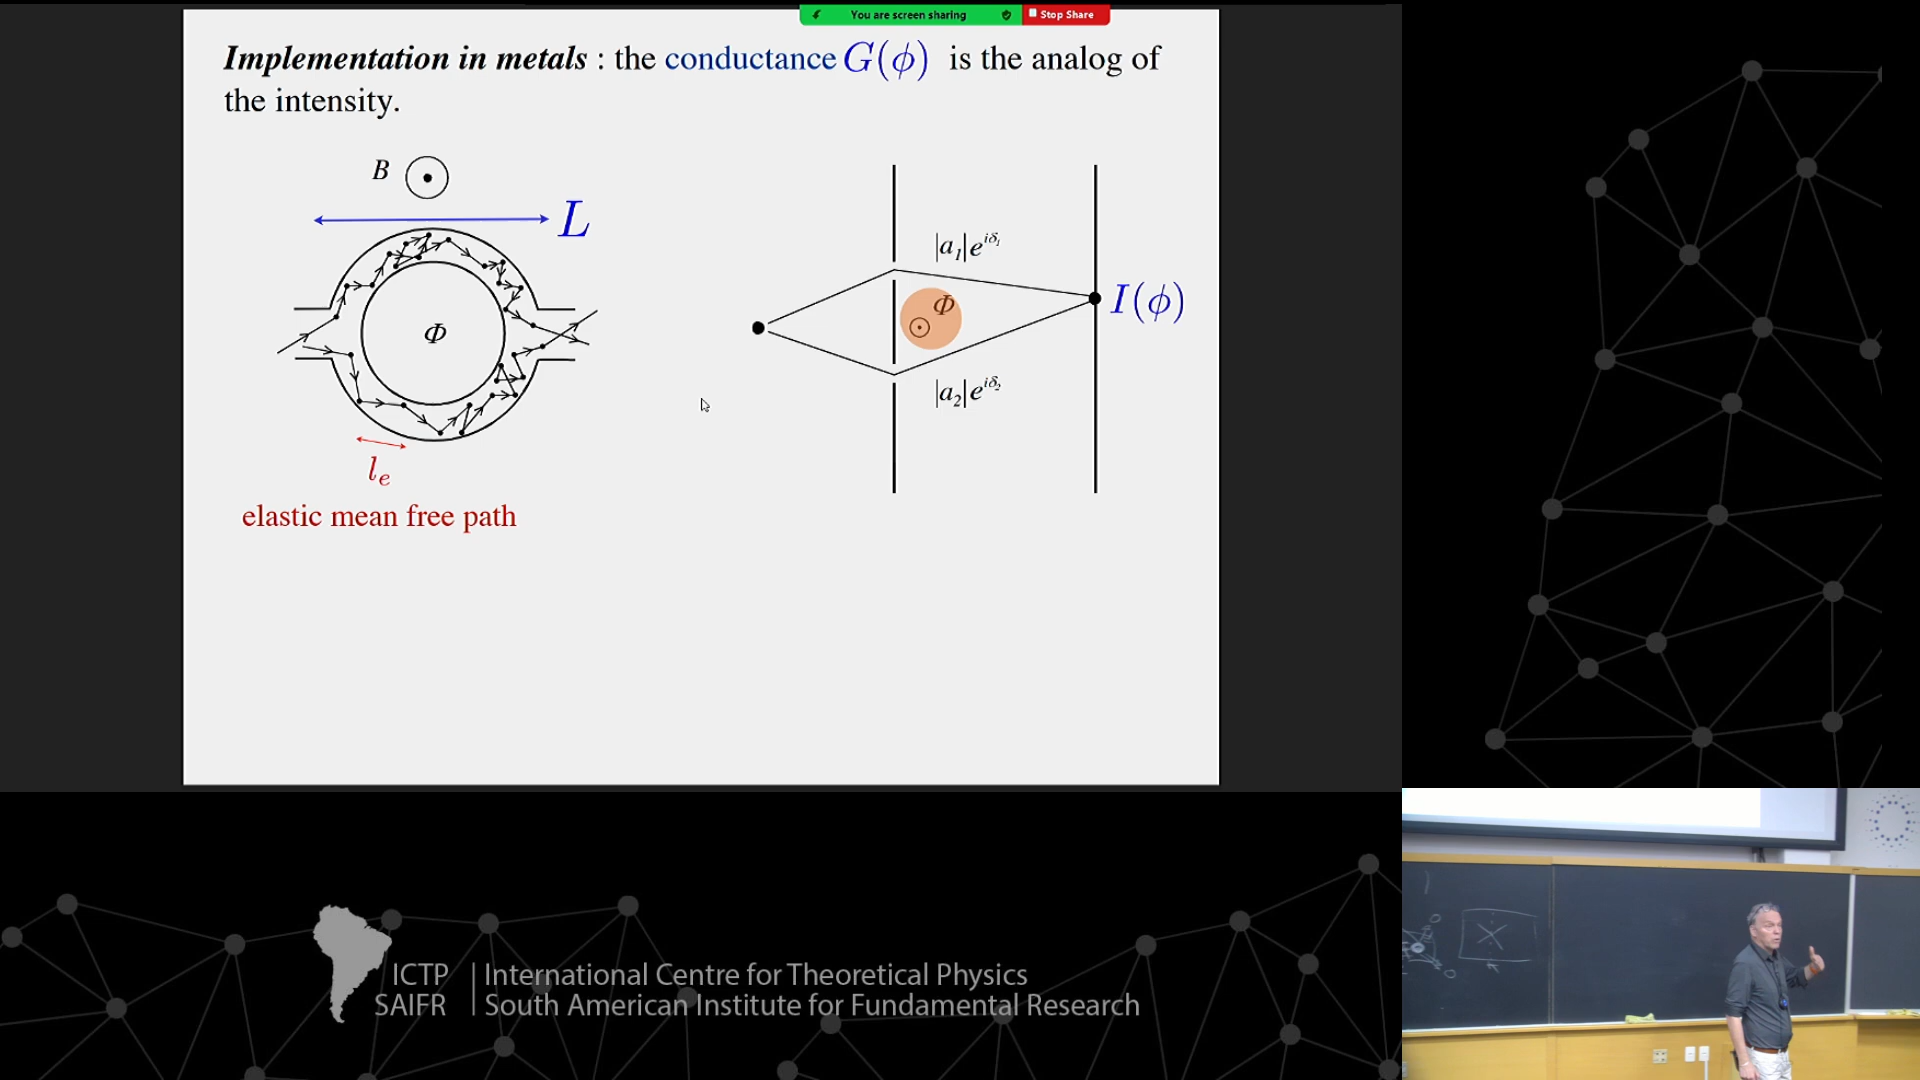 You are screen sharing
Stop Share
Implementation in metals : the conductance G(ϕ) is the analog of
the intensity.
B
L
Φ
l_e
elastic mean free path
|a_1|e^{iδ_1}
Φ
I(ϕ)
|a_2|e^{iδ_2}
ICTP | International Centre for Theoretical Physics
SAIFR | South American Institute for Fundamental Research